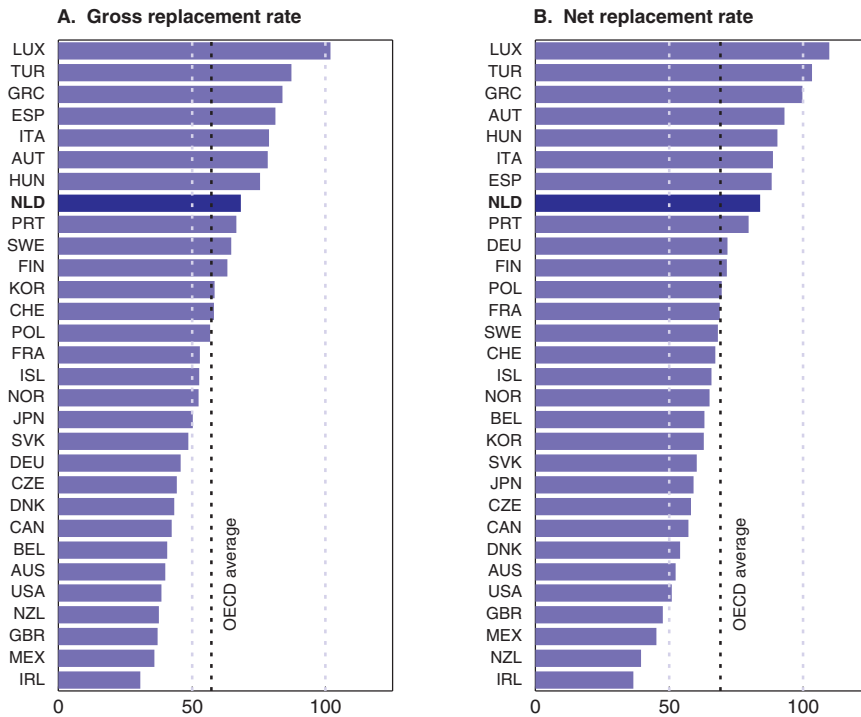 A. Gross replacement rate
LUX
TUR
GRC
ESP
ITA
AUT
HUN
NLD
PRT
SWE
FIN
KOR
CHE
POL
FRA
ISL
NOR
JPN
SVK
DEU
CZE
DNK
CAN
BEL
AUS
USA
NZL
GBR
MEX
IRL
OECD average
0 50 100
B. Net replacement rate
LUX
TUR
GRC
AUT
HUN
ITA
ESP
NLD
PRT
DEU
FIN
POL
FRA
SWE
CHE
ISL
NOR
BEL
KOR
SVK
JPN
CZE
CAN
DNK
AUS
USA
GBR
MEX
NZL
IRL
OECD average
0 50 100